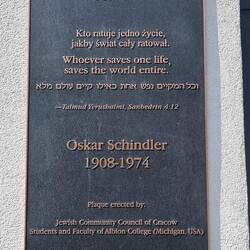 Kto ratuje jedno życie,
jakby świat cały ratował.
Whoever saves one life,
saves the world entire.
וכל המקיים נפש אחת כאילו קיים עולם מלא
—Talmud Yerushalmi, Sanhedrin 4:12
Oskar Schindler
1908-1974
Plaque erected by:
Jewish Community Council of Cracow
Students and Faculty of Albion College (Michigan, USA)